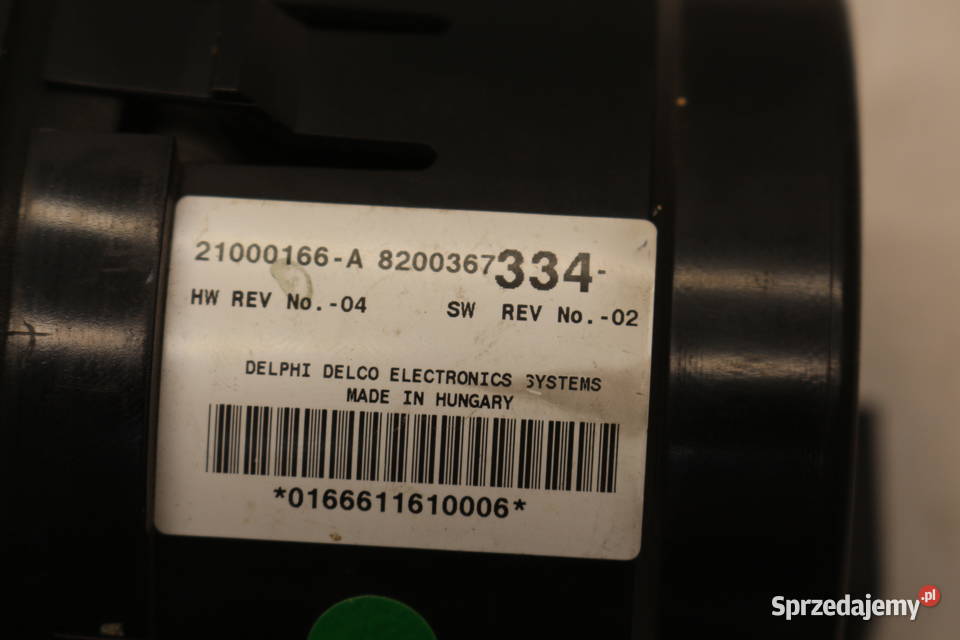 21000166-A 8200367334-
HW REV No.-04 SW REV No.-02
DELPHI DELCO ELECTRONICS SYSTEMS
MADE IN HUNGARY
*0166611610006*
Sprzedajemy.pl